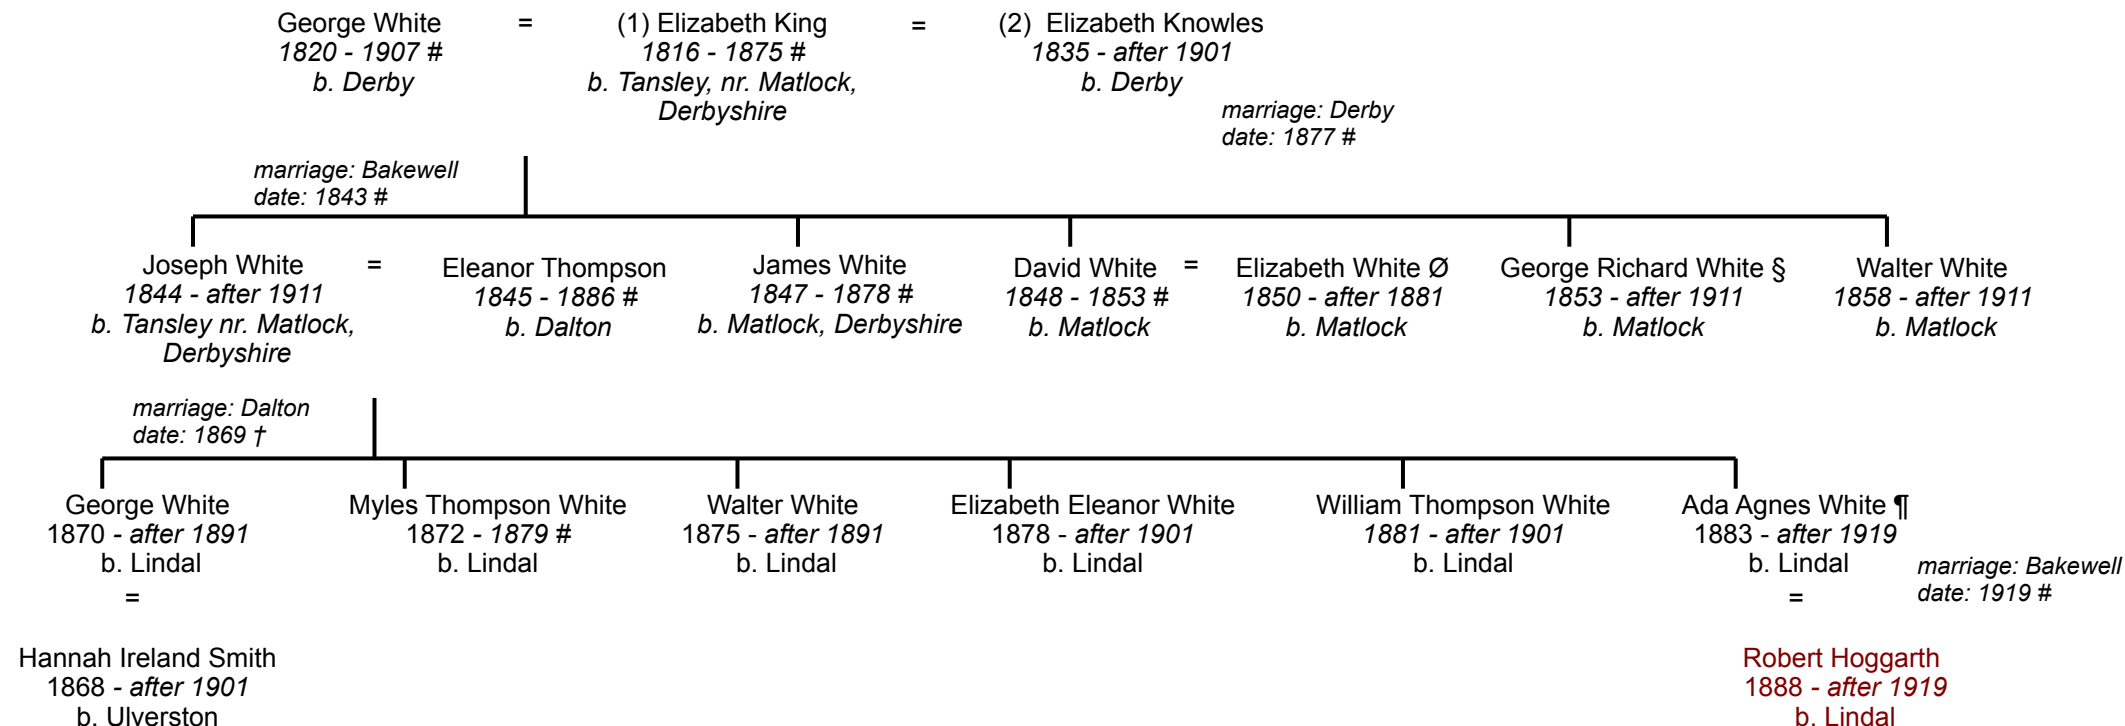 George White
=
(1) Elizabeth King
=
(2) Elizabeth Knowles
1820 - 1907 #
1816 - 1875 #
1835 - after 1901
b. Derby
b. Tansley, nr. Matlock,
Derbyshire
b. Derby
marriage: Derby
date: 1877 #
marriage: Bakewell
date: 1843 #
Joseph White
1844 - after 1911
b. Tansley nr. Matlock,
Derbyshire
=
Eleanor Thompson
1845 - 1886 #
b. Dalton
James White
1847 - 1878 #
b. Matlock, Derbyshire
David White
1848 - 1853 #
b. Matlock
=
Elizabeth White Ø
1850 - after 1881
b. Matlock
George Richard White §
1853 - after 1911
b. Matlock
Walter White
1858 - after 1911
b. Matlock
marriage: Dalton
date: 1869 †
George White
1870 - after 1891
b. Lindal
=
Hannah Ireland Smith
1868 - after 1901
b. Ulverston
Myles Thompson White
1872 - 1879 #
b. Lindal
Walter White
1875 - after 1891
b. Lindal
Elizabeth Eleanor White
1878 - after 1901
b. Lindal
William Thompson White
1881 - after 1901
b. Lindal
Ada Agnes White ¶
1883 - after 1919
b. Lindal
=
marriage: Bakewell
date: 1919 #
Robert Hoggarth
1888 - after 1919
b. Lindal